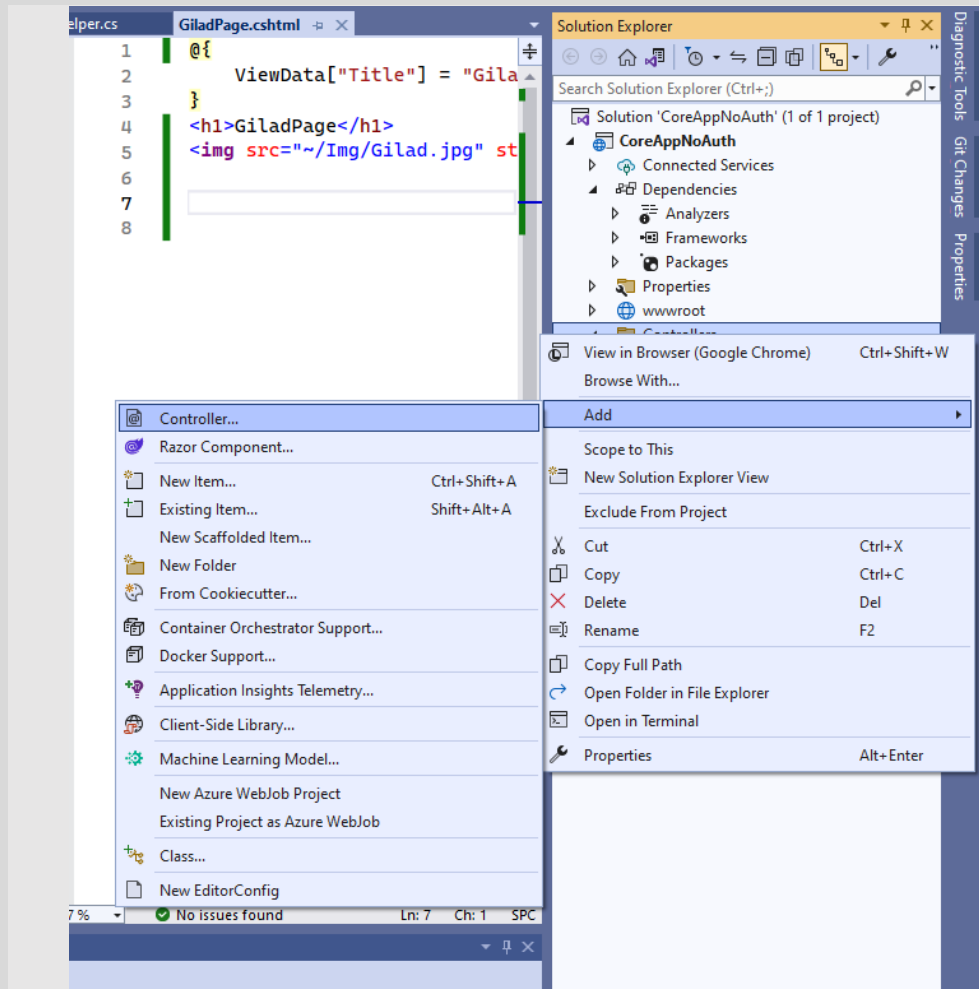 elper.cs
GiladPage.cshtml
1 @{
2 ViewData["Title"] = "Gila
3 }
4 <h1>GiladPage</h1>
5 <img src="~/Img/Gilad.jpg" st
6
7
8
Solution Explorer
Search Solution Explorer (Ctrl+;)
Solution 'CoreAppNoAuth' (1 of 1 project)
CoreAppNoAuth
Connected Services
Dependencies
Analyzers
Frameworks
Packages
Properties
wwwroot
Controllers
Diagnostic Tools
Git Changes
Properties
View in Browser (Google Chrome) Ctrl+Shift+W
Browse With...
Add
Scope to This
New Solution Explorer View
Exclude From Project
Cut Ctrl+X
Copy Ctrl+C
Delete Del
Rename F2
Copy Full Path
Open Folder in File Explorer
Open in Terminal
Properties Alt+Enter
Controller...
Razor Component...
New Item... Ctrl+Shift+A
Existing Item... Shift+Alt+A
New Scaffolded Item...
New Folder
From Cookiecutter...
Container Orchestrator Support...
Docker Support...
Application Insights Telemetry...
Client-Side Library...
Machine Learning Model...
New Azure WebJob Project
Existing Project as Azure WebJob
Class...
New EditorConfig
7 % No issues found Ln: 7 Ch: 1 SPC